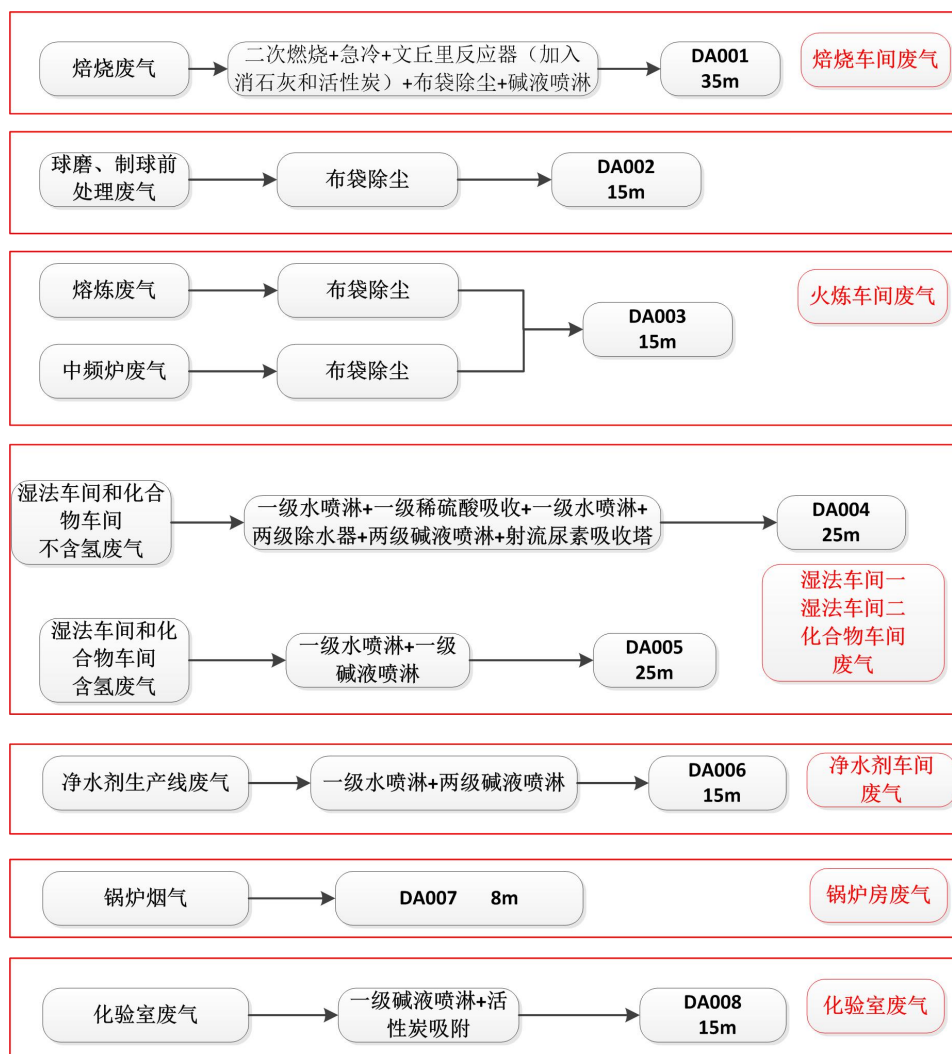 焙烧废气
二次燃烧+急冷+文丘里反应器（加入
消石灰和活性炭）+布袋除尘+碱液喷淋
DA001
35m
焙烧车间废气
球磨、制球前
处理废气
布袋除尘
DA002
15m
熔炼废气
布袋除尘
中频炉废气
布袋除尘
DA003
15m
火炼车间废气
湿法车间和化合
物车间
不含氢废气
一级水喷淋+一级稀硫酸吸收+一级水喷淋+
两级除水器+两级碱液喷淋+射流尿素吸收塔
DA004
25m
湿法车间和化
合物车间
含氢废气
一级水喷淋+一级
碱液喷淋
DA005
25m
湿法车间一
湿法车间二
化合物车间
废气
净水剂生产线废气
一级水喷淋+两级碱液喷淋
DA006
15m
净水剂车间
废气
锅炉烟气
DA007 8m
锅炉房废气
化验室废气
一级碱液喷淋+活
性炭吸附
DA008
15m
化验室废气